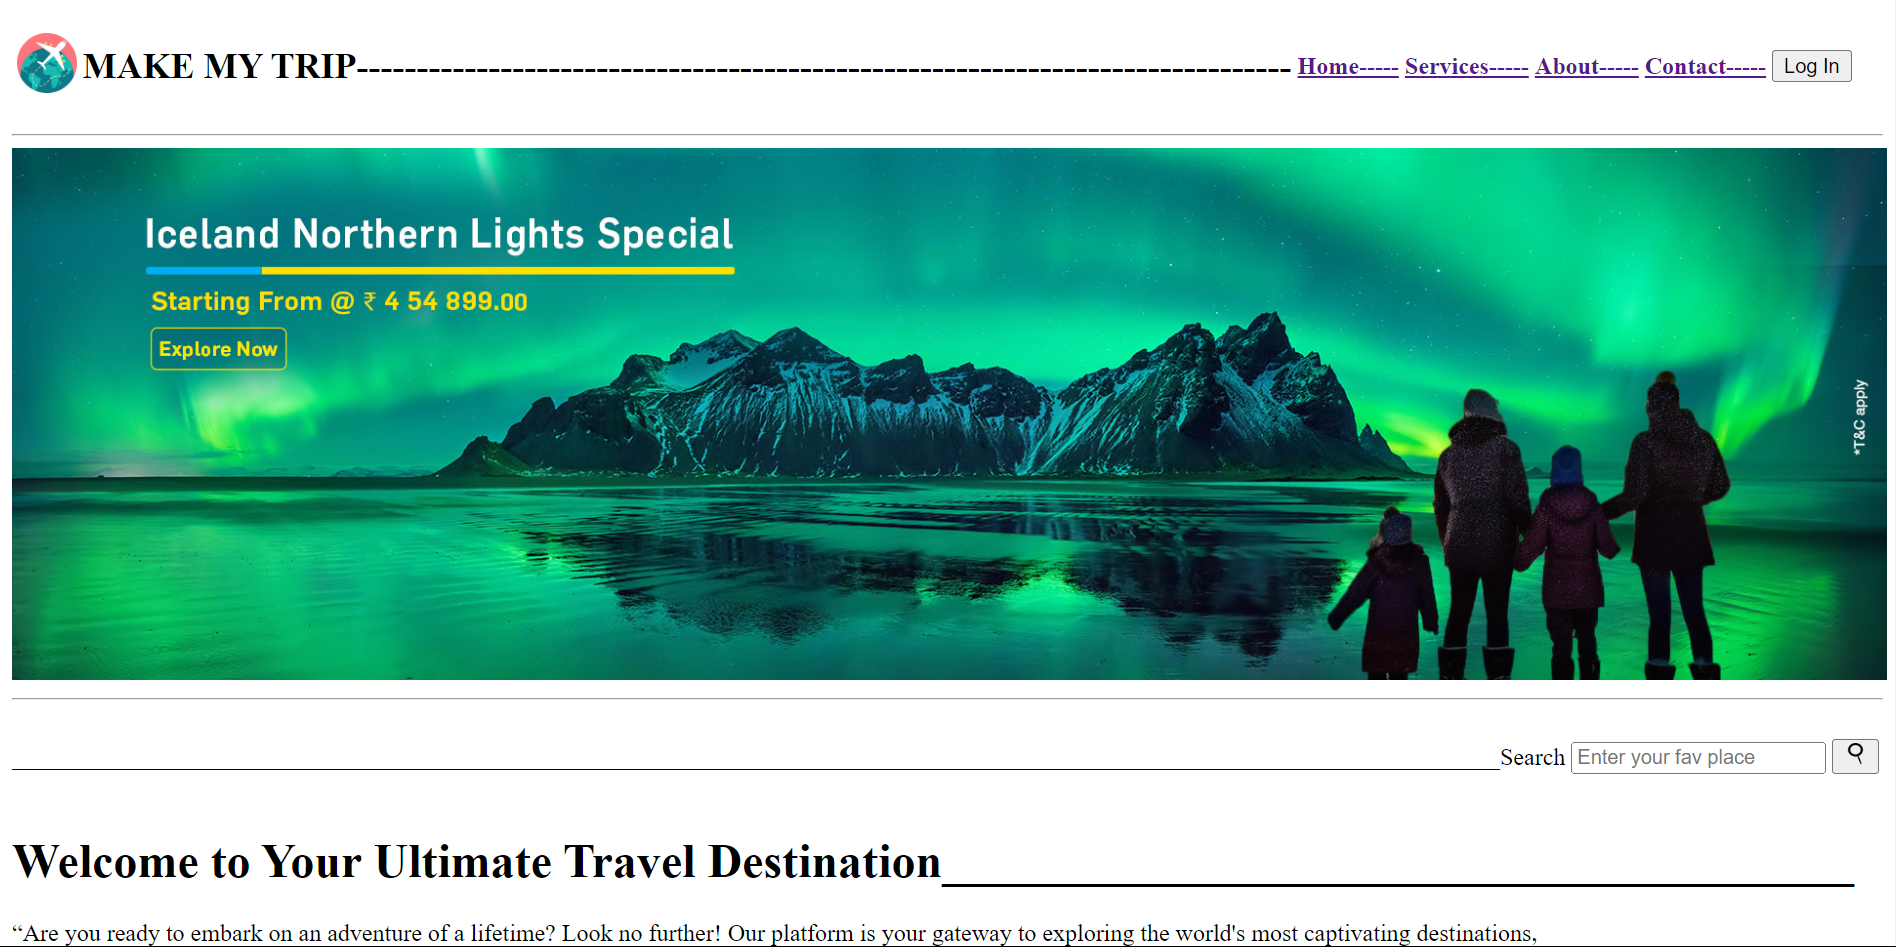 MAKE MY TRIP------------------------------------------------------------------------------ Home----- Services----- About----- Contact----- Log In
Iceland Northern Lights Special
Starting From @ ₹ 4 54 899.00
Explore Now
*T&C apply
Search Enter your fav place
Welcome to Your Ultimate Travel Destination
“Are you ready to embark on an adventure of a lifetime? Look no further! Our platform is your gateway to exploring the world's most captivating destinations,